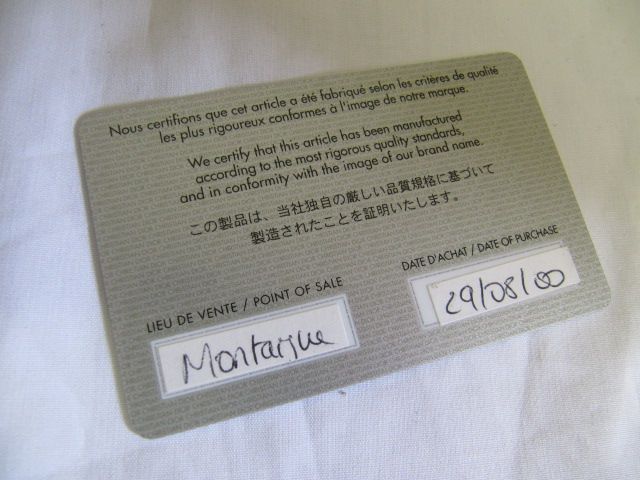 Nous certifions que cet article a été fabriqué selon les critères de qualité
les plus rigoureux conformes à l'image de notre marque.
We certify that this article has been manufactured
according to the most rigorous quality standards,
and in conformity with the image of our brand name.
この製品は、当社独自の厳しい品質規格に基づいて
製造されたことを証明いたします。
LIEU DE VENTE / POINT OF SALE
Montaigne
DATE D'ACHAT / DATE OF PURCHASE
29/08/00